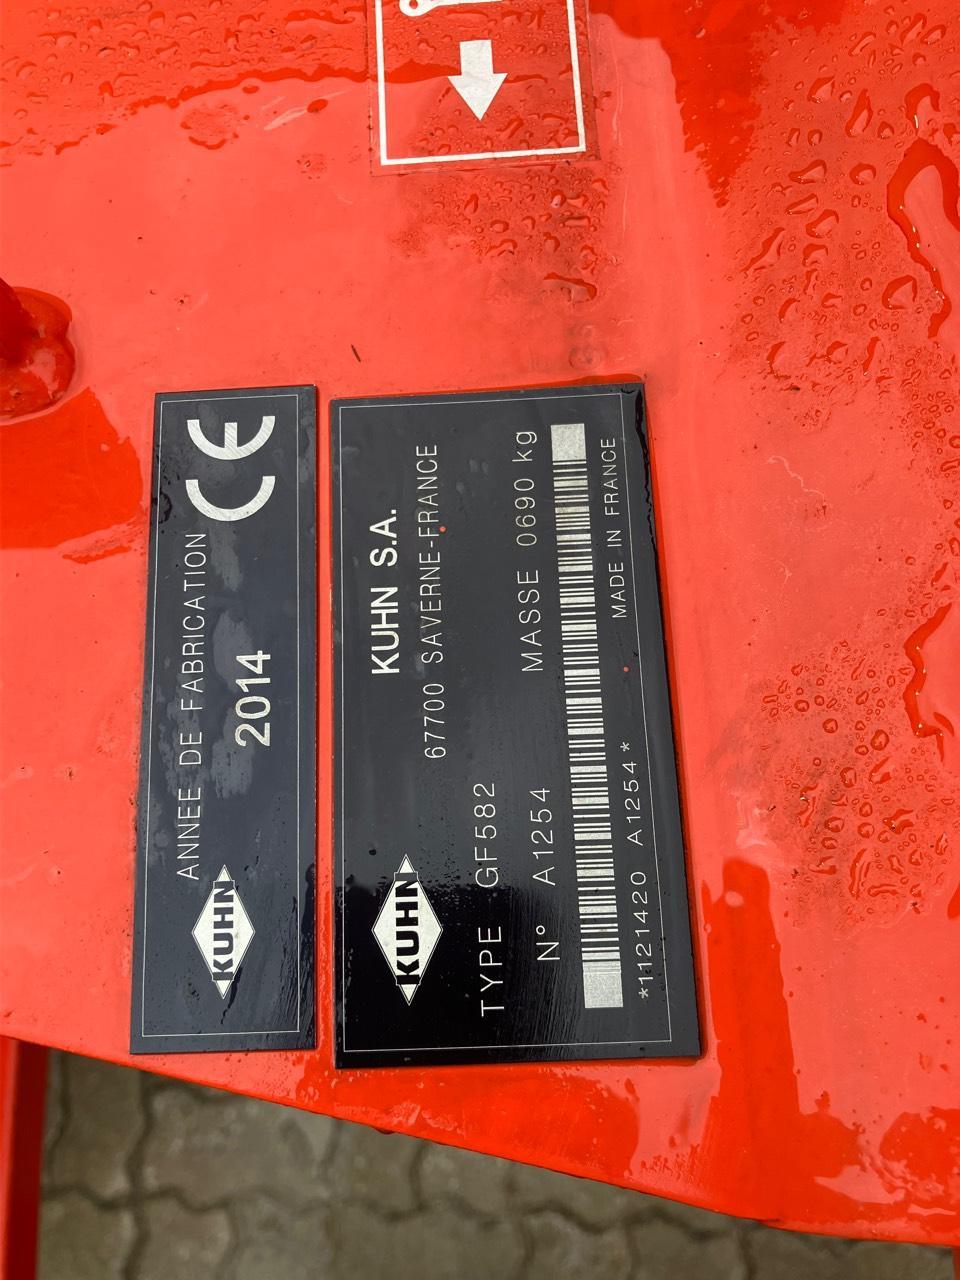 ANNEE DE FABRICATION
CE
KUHN
2014
KUHN S.A.
67700 SAVERNE-FRANCE
KUHN
TYPE GF582
N° A1254
MASSE 0690 kg
*1121420 A1254*
MADE IN FRANCE